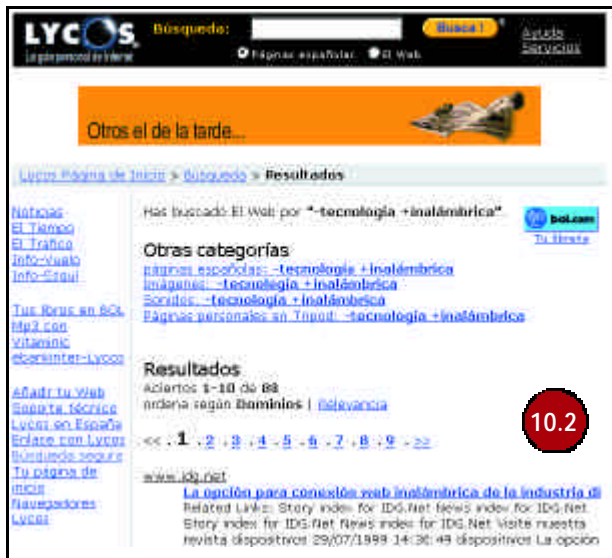 LYCOS
La guía personal de Internet
Búsqueda:
Busca !
Ayuda
Servicios
Páginas españolas
El Web
Otros el de la tarde...
Lycos Página de Inicio > Búsqueda > Resultados
Noticias
El Tiempo
El Tráfico
Info-Vuelo
Info-Esquí
Tus libros en BOL
Mp3 con
Vitaminic
ebankinter-Lycos
Añadir tu Web
Soporte técnico
Lycos en España
Enlace con Lycos
Búsqueda segura
Tu página de
inicio
Navegadores
Lycos
Has buscado El Web por "-tecnología +inalámbrica"
bol.com
Tu librería
Otras categorías
páginas españolas: -tecnología +inalámbrica
Imágenes: -tecnología +inalámbrica
Sonidos: -tecnología +inalámbrica
Páginas personales en Tripod: -tecnología +inalámbrica
Resultados
Aciertos 1-10 de 88
ordena según Dominios | Relevancia
<< . 1 . 2 . 3 . 4 . 5 . 6 . 7 . 8 . 9 . >>
10.2
www.idg.net
La opción para conexión web inalámbrica de la industria di
Related Links: Story index for IDG.Net News index for IDG.Net
Story index for IDG.Net News index for IDG.Net Visite nuestra
revista dispositivos 29/07/1999 14:36:49 dispositivos La opción